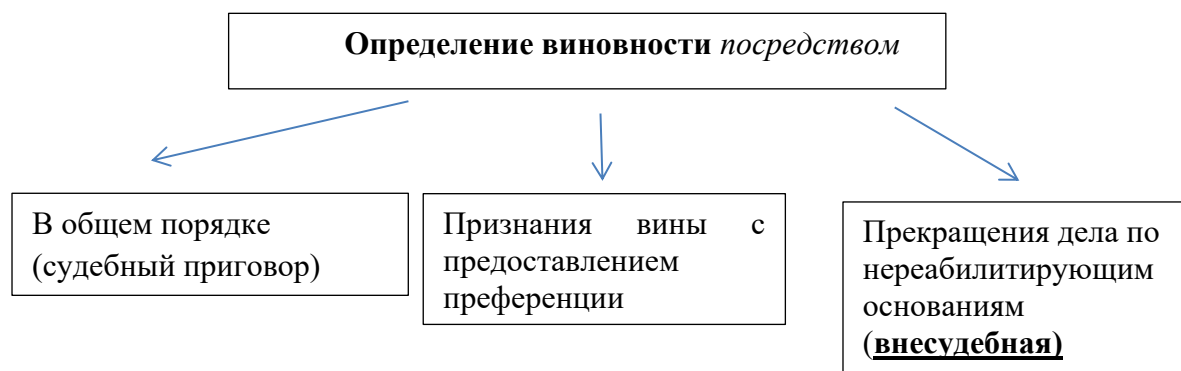 Определение виновности посредством
В общем порядке
(судебный приговор)
Признания вины с
предоставлением
преференции
Прекращения дела по
нереабилитирующим
основаниям
(внесудебная)